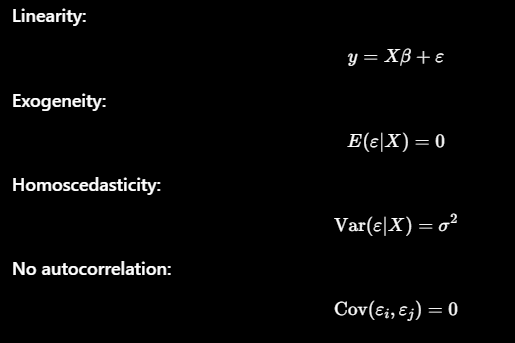 Linearity:
y = Xβ + ε
Exogeneity:
E(ε|X) = 0
Homoscedasticity:
Var(ε|X) = σ²
No autocorrelation:
Cov(εᵢ, εⱼ) = 0